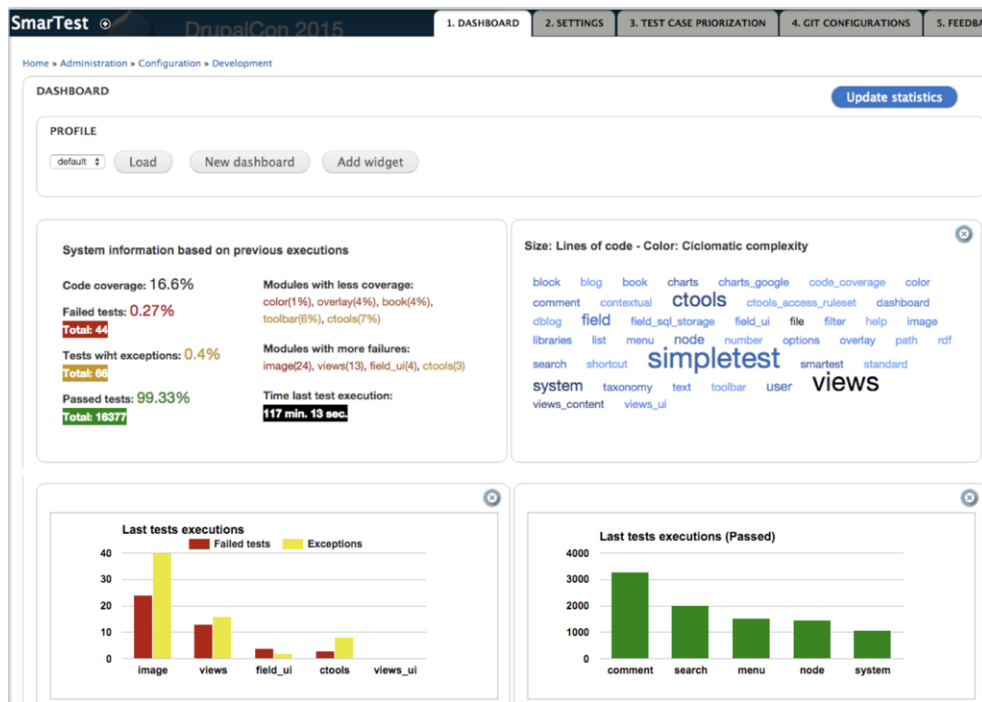 SmarTest
DrupalCon 2015
1. DASHBOARD
2. SETTINGS
3. TEST CASE PRIORIZATION
4. GIT CONFIGURATIONS
5. FEEDBA
Home » Administration » Configuration » Development
DASHBOARD
Update statistics
PROFILE
default
Load
New dashboard
Add widget
System information based on previous executions
Code coverage: 16.6%
Failed tests: 0.27%
Total: 44
Tests wiht exceptions: 0.4%
Total: 66
Passed tests: 99.33%
Total: 16377
Modules with less coverage:
color(1%), overlay(4%), book(4%),
toolbar(6%), ctools(7%)
Modules with more failures:
image(24), views(13), field_ui(4), ctools(3)
Time last test execution:
117 min. 13 sec.
Size: Lines of code - Color: Ciclomatic complexity
block blog book charts charts_google code_coverage color
comment contextual ctools ctools_access_ruleset dashboard
dblog field field_sql_storage field_ui file filter help image
libraries list menu node number options overlay path rdf
search shortcut simpletest smartest standard
system taxonomy text toolbar user views
views_content views_ui
Last tests executions
Failed tests Exceptions
40
30
20
10
0
image views field_ui ctools views_ui
Last tests executions (Passed)
4000
3000
2000
1000
0
comment search menu node system